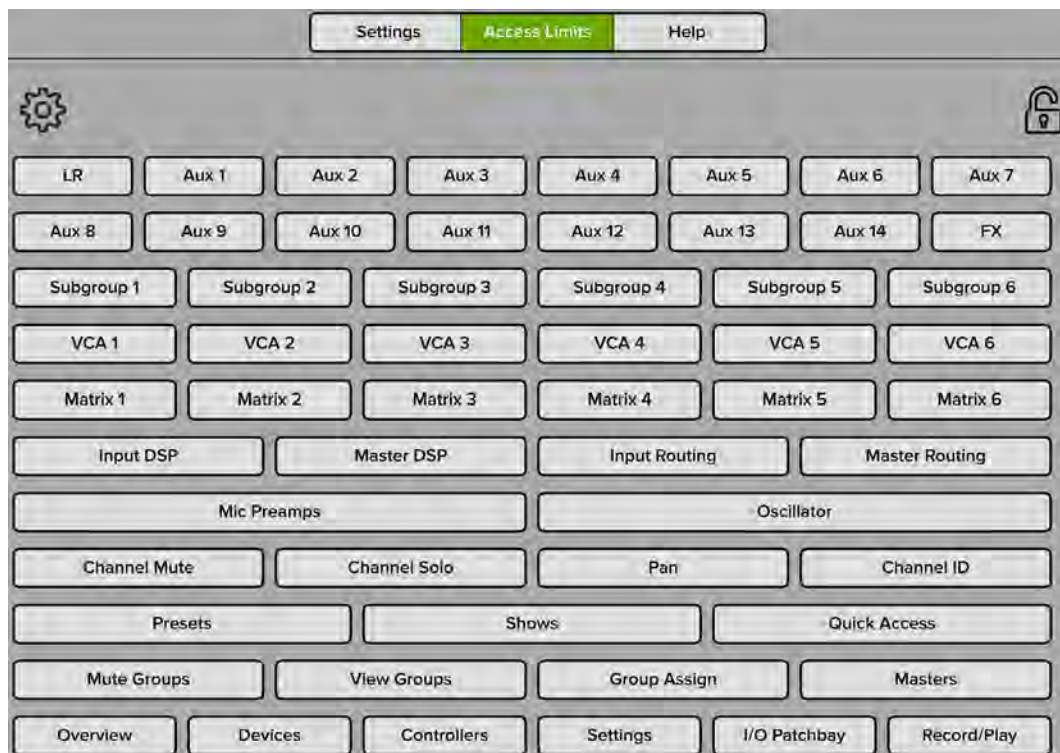 Settings Access Limits Help
LR Aux 1 Aux 2 Aux 3 Aux 4 Aux 5 Aux 6 Aux 7
Aux 8 Aux 9 Aux 10 Aux 11 Aux 12 Aux 13 Aux 14 FX
Subgroup 1 Subgroup 2 Subgroup 3 Subgroup 4 Subgroup 5 Subgroup 6
VCA 1 VCA 2 VCA 3 VCA 4 VCA 5 VCA 6
Matrix 1 Matrix 2 Matrix 3 Matrix 4 Matrix 5 Matrix 6
Input DSP Master DSP Input Routing Master Routing
Mic Preamps Oscillator
Channel Mute Channel Solo Pan Channel ID
Presets Shows Quick Access
Mute Groups View Groups Group Assign Masters
Overview Devices Controllers Settings I/O Patchbay Record/Play